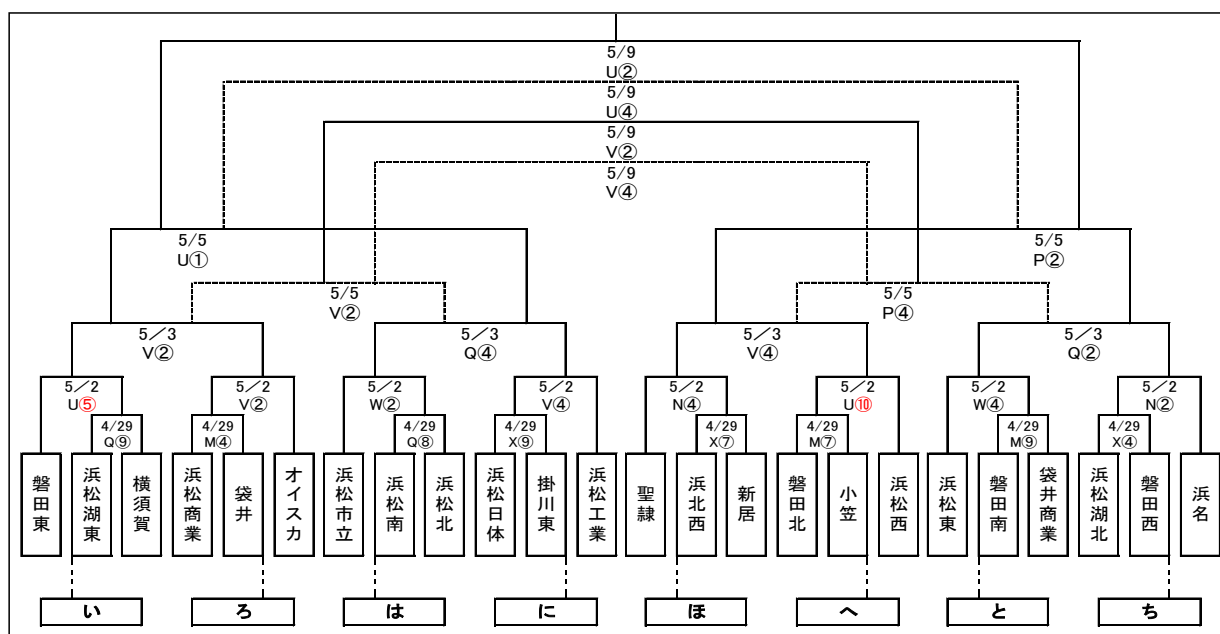 5/9
U②
5/9
U④
5/9
V②
5/9
V④
5/5
U①
5/5
P②
5/5
V②
5/5
P④
5/3
V②
5/3
Q④
5/3
V④
5/3
Q②
5/2
U⑤
5/2
V②
5/2
W②
5/2
V④
5/2
N④
5/2
U⑩
5/2
W④
5/2
N②
4/29
Q⑨
4/29
M④
4/29
Q⑧
4/29
X⑨
4/29
X⑦
4/29
M⑦
4/29
M⑨
4/29
X④
磐田東
浜松湖東
横須賀
浜松商業
袋井
オイスカ
浜松市立
浜松南
浜松北
浜松日体
掛川東
浜松工業
聖隷
浜北西
新居
磐田北
小笠
浜松西
浜松東
磐田南
袋井商業
浜松湖北
磐田西
浜名
い
ろ
は
に
ほ
へ
と
ち